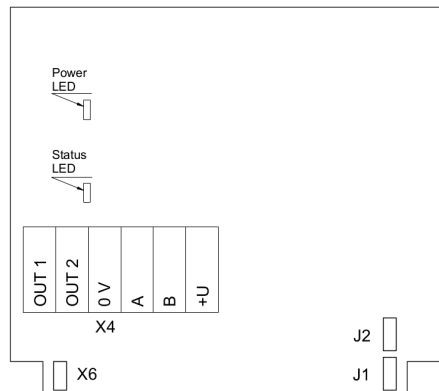 Power
LED
Status
LED
OUT 1
OUT 2
0 V
A
B
+U
X4
J2
X6
J1